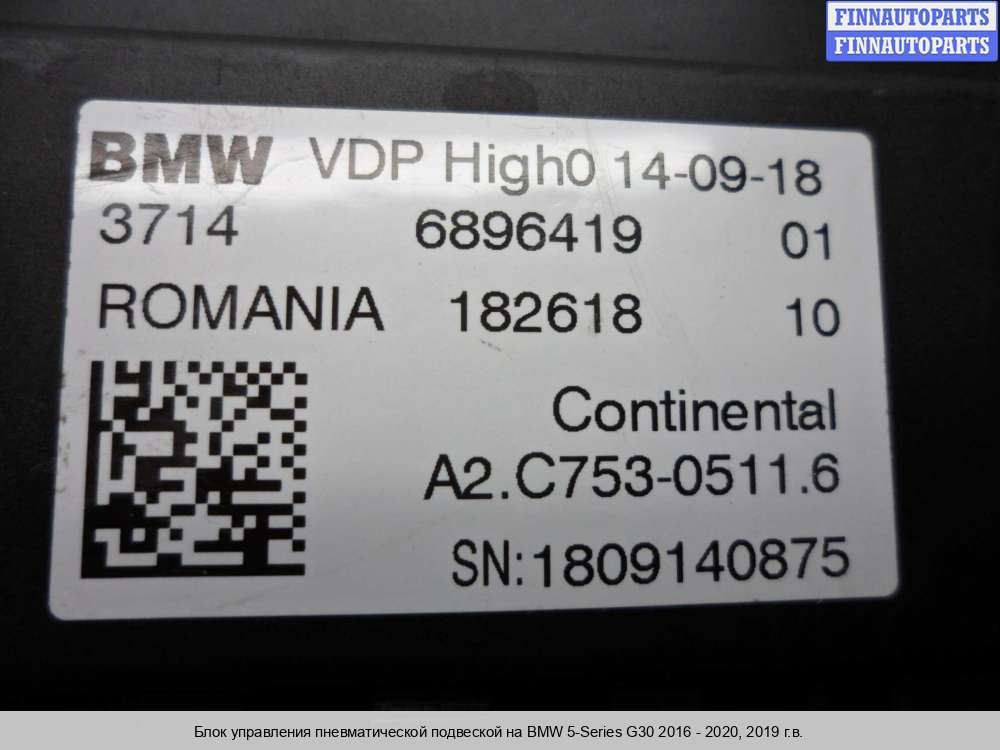 FINNAUTOPARTS
FINNAUTOPARTS
BMW VDP High0 14-09-18
3714 6896419 01
ROMANIA 182618 10
Continental
A2.C753-0511.6
SN:1809140875
Блок управления пневматической подвеской на BMW 5-Series G30 2016 - 2020, 2019 г.в.